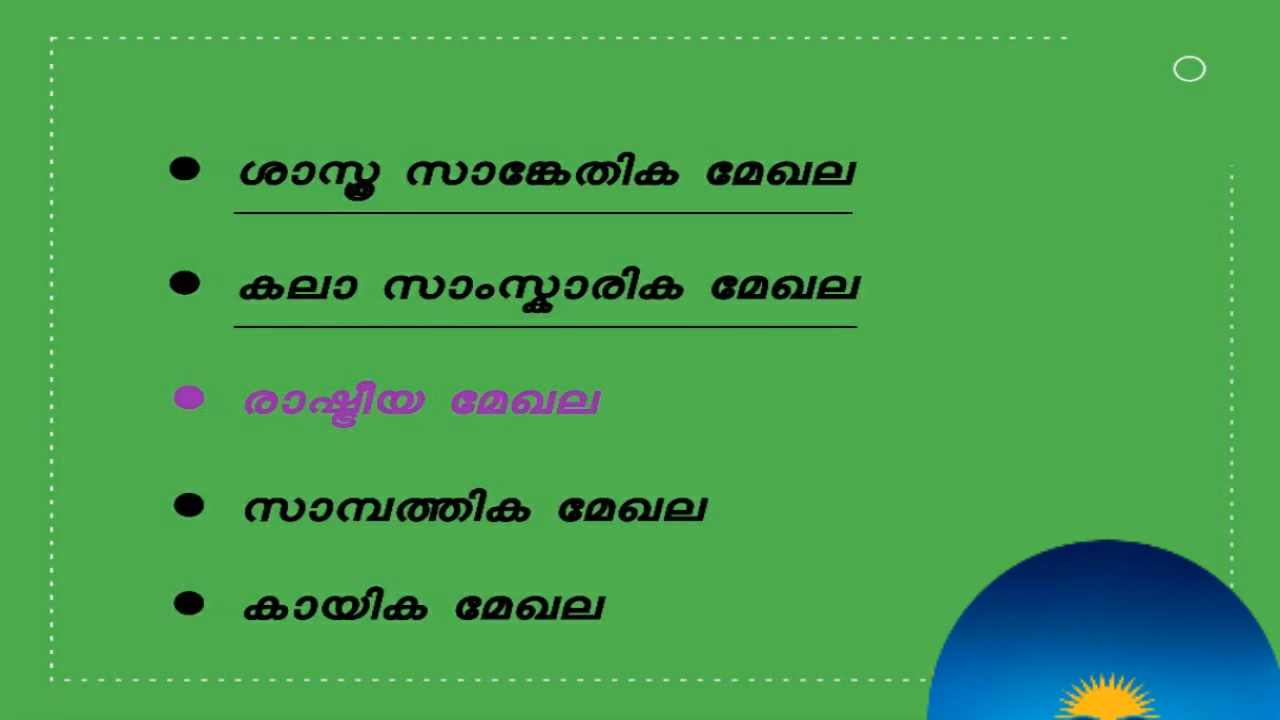 ശാസ്ത്ര സാങ്കേതിക മേഖല
കലാ സാംസ്കാരിക മേഖല
രാഷ്ട്രീയ മേഖല
സാമ്പത്തിക മേഖല
കായിക മേഖല